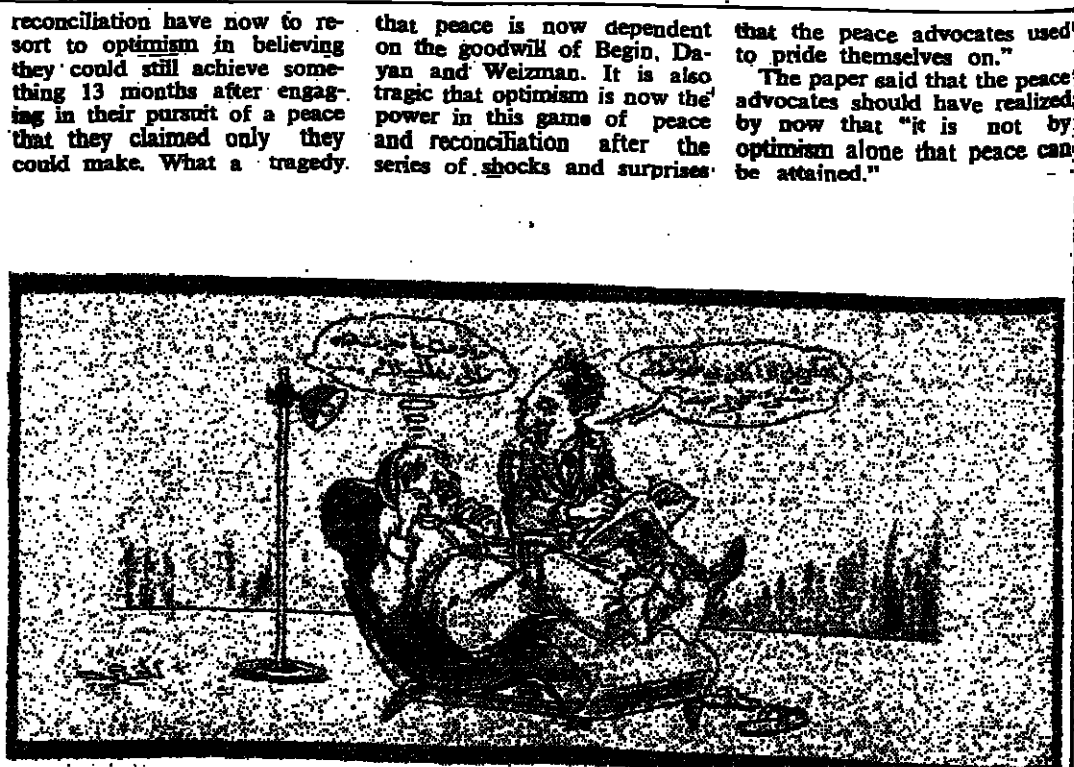 reconciliation have now to re-
sort to optimism in believing
they could still achieve some-
thing 13 months after engag-
ing in their pursuit of a peace
that they claimed only they
could make. What a tragedy.
that peace is now dependent
on the goodwill of Begin, Da-
yan and Weizman. It is also
tragic that optimism is now the
power in this game of peace
and reconciliation after the
series of shocks and surprises
that the peace advocates used
to pride themselves on."
The paper said that the peace
advocates should have realized
by now that "it is not by
optimism alone that peace can
be attained."